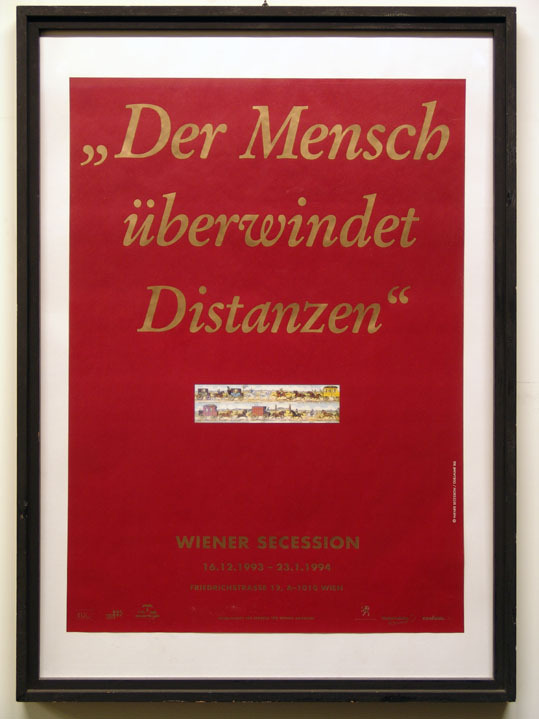 „Der Mensch
überwindet
Distanzen“
WIENER SECESSION
16.12.1993 – 23.1.1994
FRIEDRICHSTRASSE 12, A-1010 WIEN